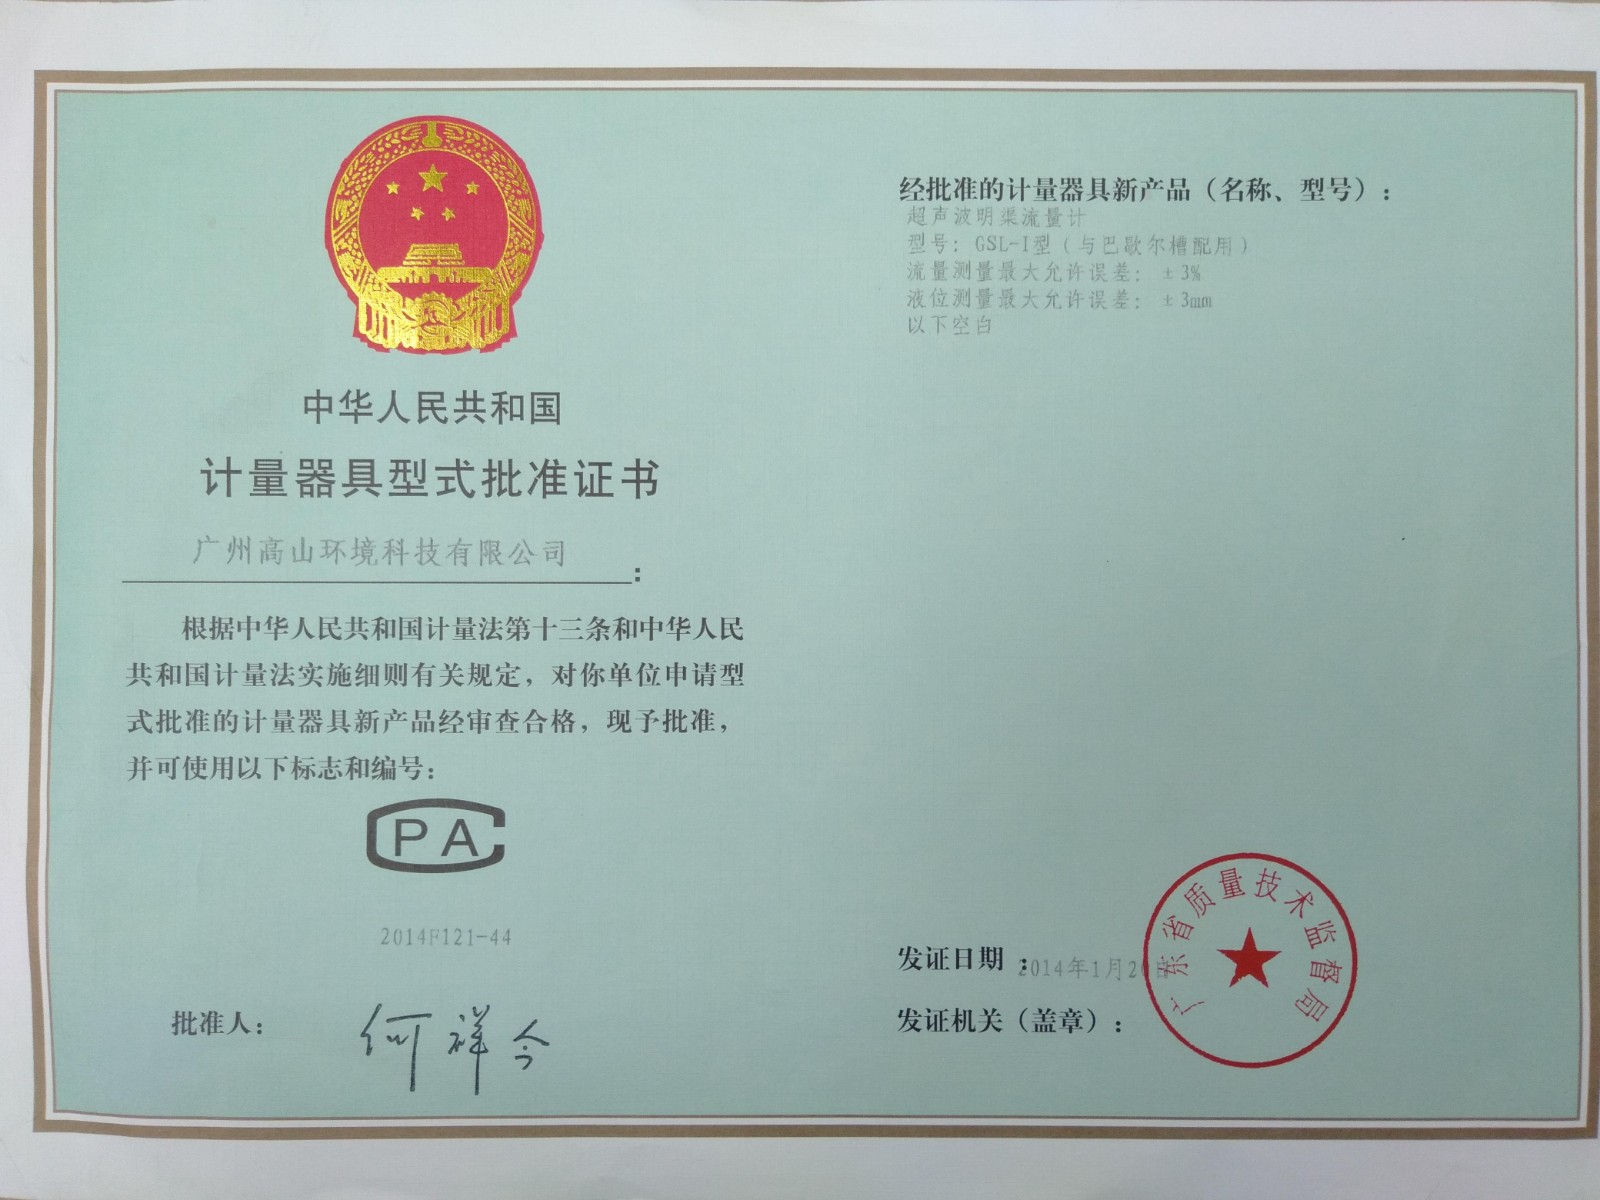 中华人民共和国
计量器具型式批准证书
广州高山环境科技有限公司：
根据中华人民共和国计量法第十三条和中华人民
共和国计量法实施细则有关规定，对你单位申请型
式批准的计量器具新产品经审查合格，现予批准，
并可使用以下标志和编号：
CPA
2014F121-44
批准人：
何祥今
经批准的计量器具新产品（名称、型号）：
超声波明渠流量计
型号：GSL-I型（与巴歇尔槽配用）
流量测量最大允许误差：±3%
液位测量最大允许误差：±3mm
以下空白
发证日期：2014年1月20日
发证机关（盖章）：
广东省质量技术监督局